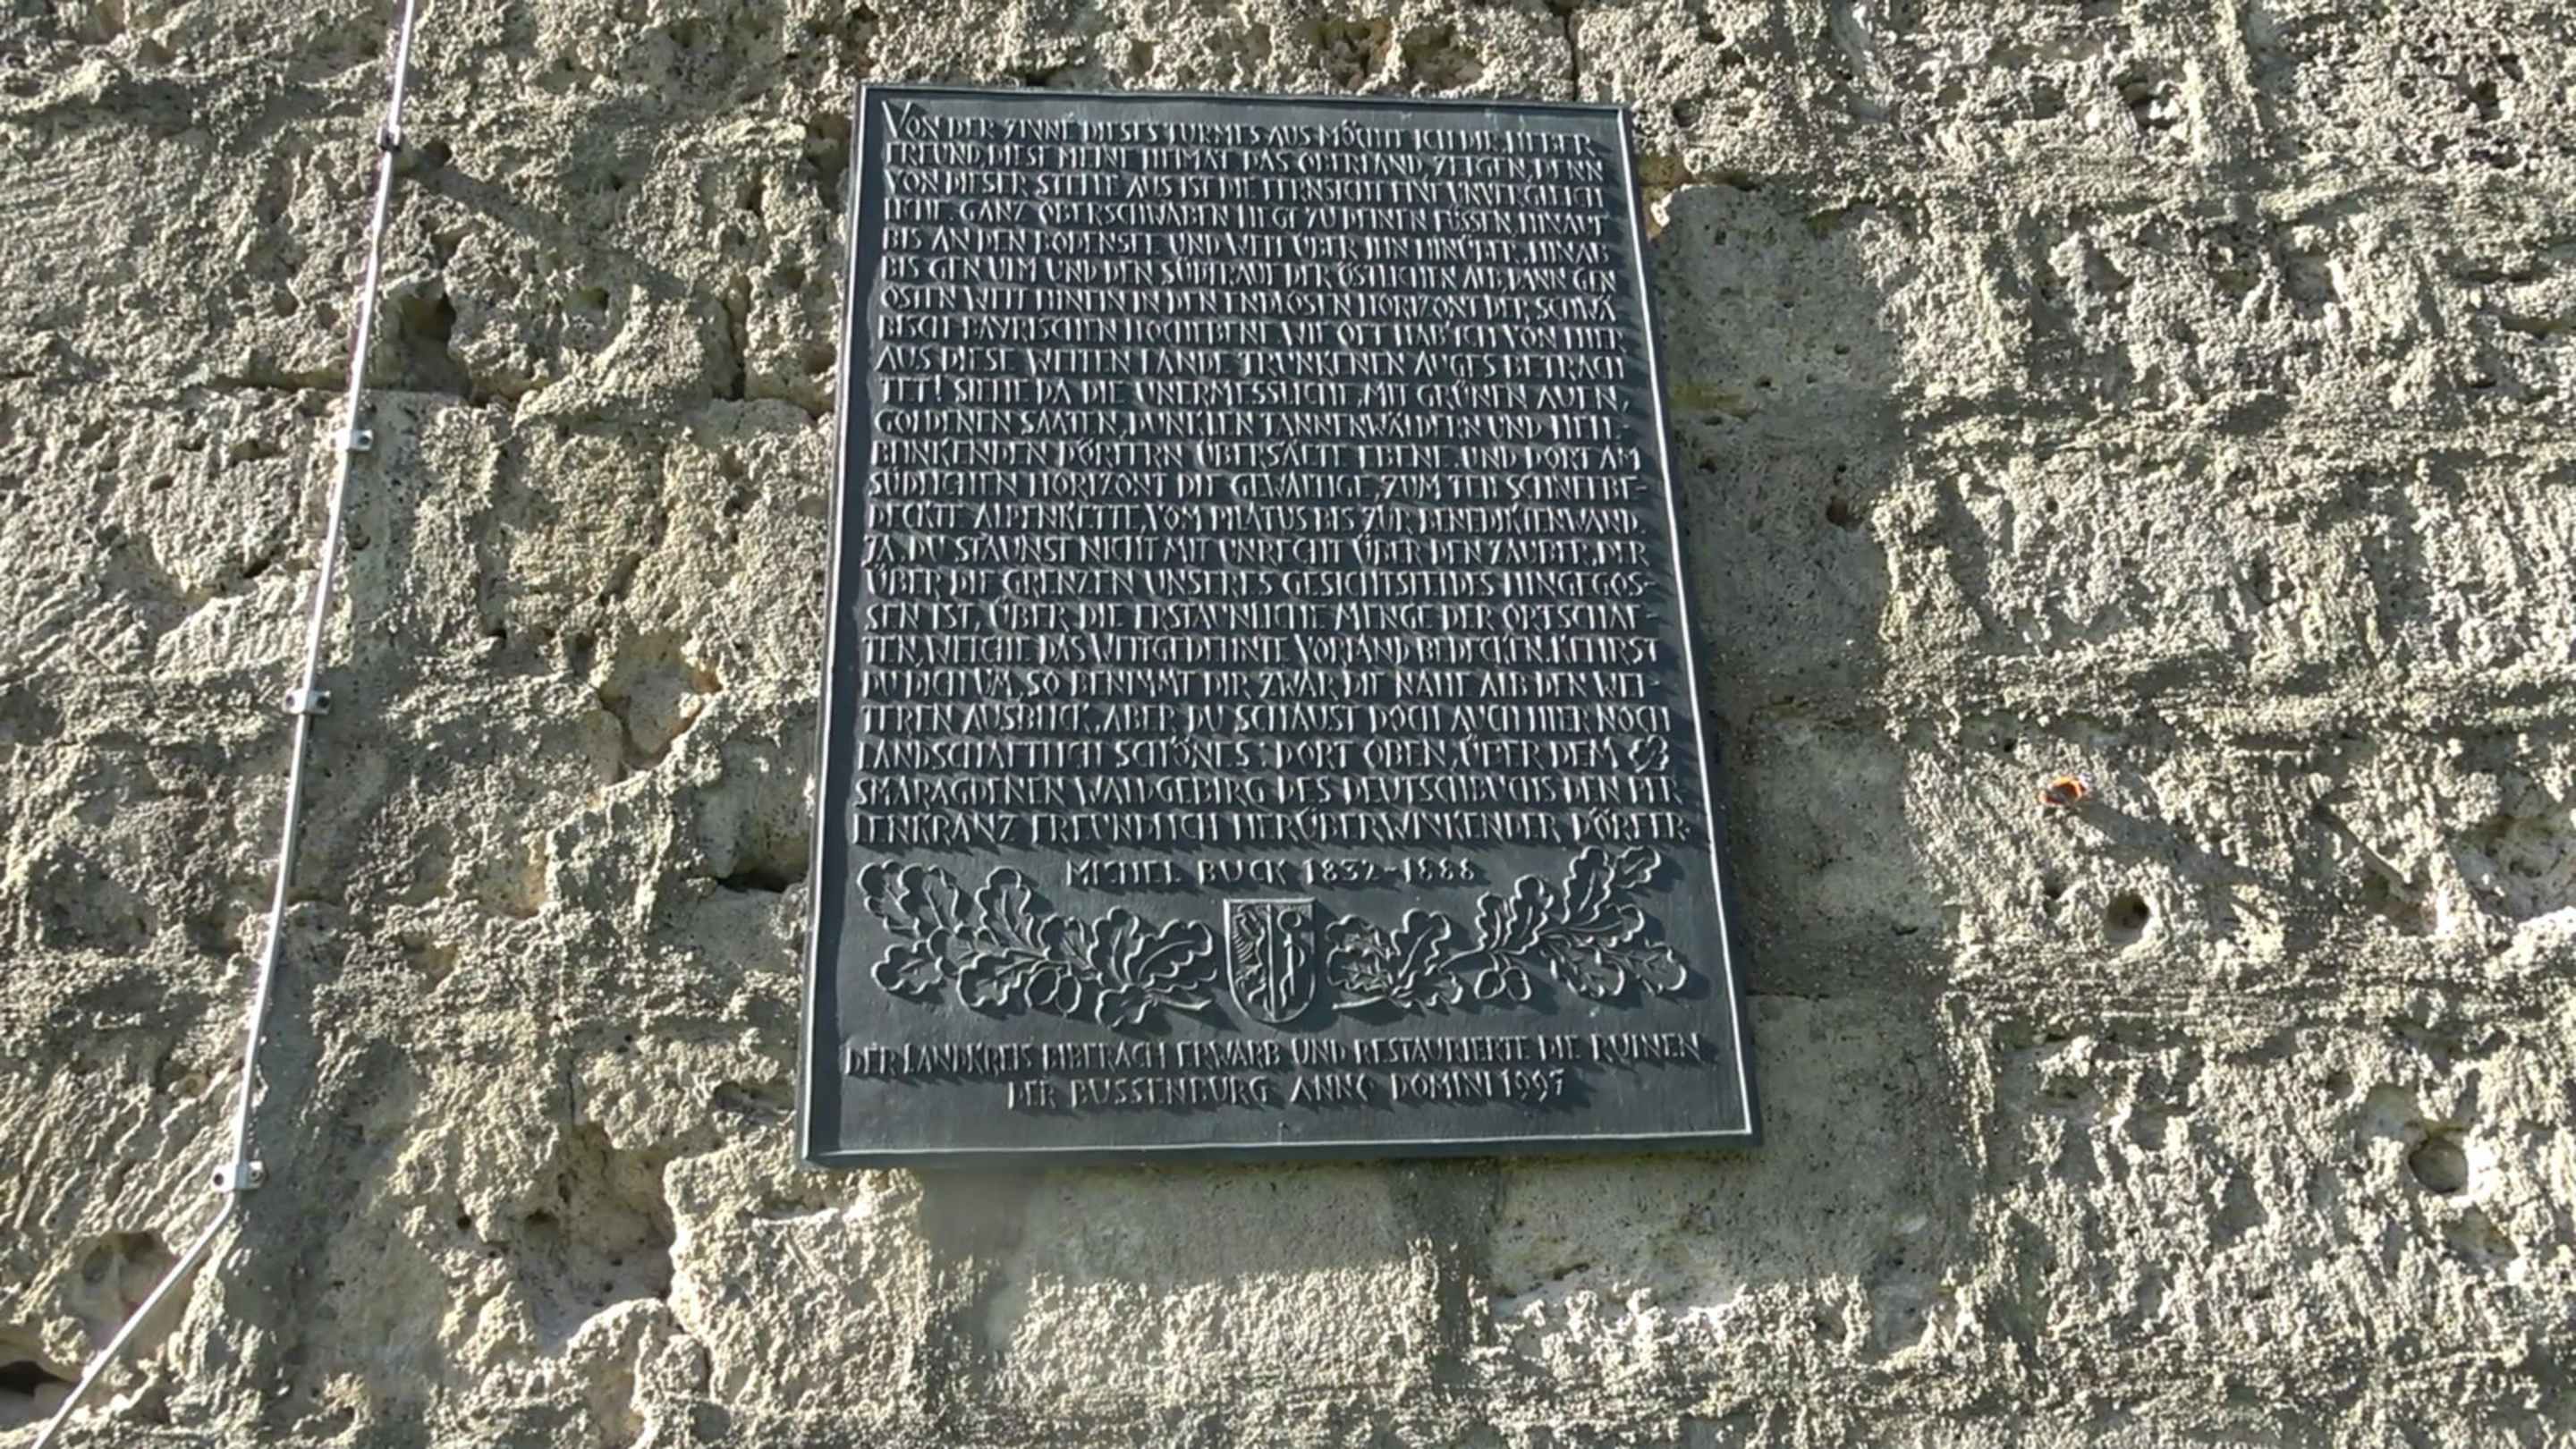 VON DER ZINNE DIESES TURMES AUS MÖCHTE ICH DIR, LIEBER
FREUND, DIESE MEINE HEIMAT DAS OBERLAND, ZEIGEN, DENN
VON DIESER STELLE AUS IST DIE FERNSICHT EINE UNVERGLEICH
LICHE. GANZ OBERSCHWABEN LIEGT ZU DEINEN FÜSSEN, HINAUF
BIS AN DEN BODENSEE UND WEIT ÜBER IHN HINÜBER, HINAB
BIS GEN ULM UND DEN SÜDTRAUF DER ÖSTLICHEN ALB, DANN GEN
OSTEN WEIT HINEIN IN DEN ENDLOSEN HORIZONT DER SCHWÄ
BISCH-BAYRISCHEN HOCHEBENE. WIE OFT HAB ICH VON HIER
AUS DIESE WEITEN LANDE TRUNKENEN AUGES BETRACH
TET! SIEHE DA DIE UNERMESSLICHE, MIT GRÜNEN AUEN,
GOLDENEN SAATEN, DUNKLEN TANNENWÄLDERN UND HELL-
BLINKENDEN DÖRFERN ÜBERSÄETE EBENE. UND DORT AM
SÜDLICHEN HORIZONT DIE GEWALTIGE, ZUM TEIL SCHNEEBE-
DECKTE ALPENKETTE, VOM PILATUS BIS ZUR BENEDIKTENWAND.
JA, DU STAUNST NICHT MIT UNRECHT ÜBER DEN ZAUBER, DER
ÜBER DIE GRENZEN UNSERES GESICHTSFELDES HINGEGOS-
SEN IST, ÜBER DIE ERSTAUNLICHE MENGE DER ORTSCHAF-
TEN, WELCHE DAS WEITGEDEHNTE VORLAND BEDECKEN. KEHRST
DU DICH UM, SO BENIMMT DIR ZWAR DIE NAHE ALB DEN WEI-
TEREN AUSBLICK, ABER DU SCHAUST DOCH AUCH HIER NOCH
LANDSCHAFTLICH SCHÖNES: DORT OBEN, ÜBER DEM
SMARAGDENEN WALDGEBIRG DES DEUTSCHBUCHS DEN PER
LENKRANZ FREUNDLICH HERÜBERWINKENDER DÖRFER.
MICHEL BUCK 1832-1888
DER LANDKREIS BIBERACH ERWARB UND RESTAURIERTE DIE RUINEN
DER BUSSENBURG ANNO DOMINI 1997